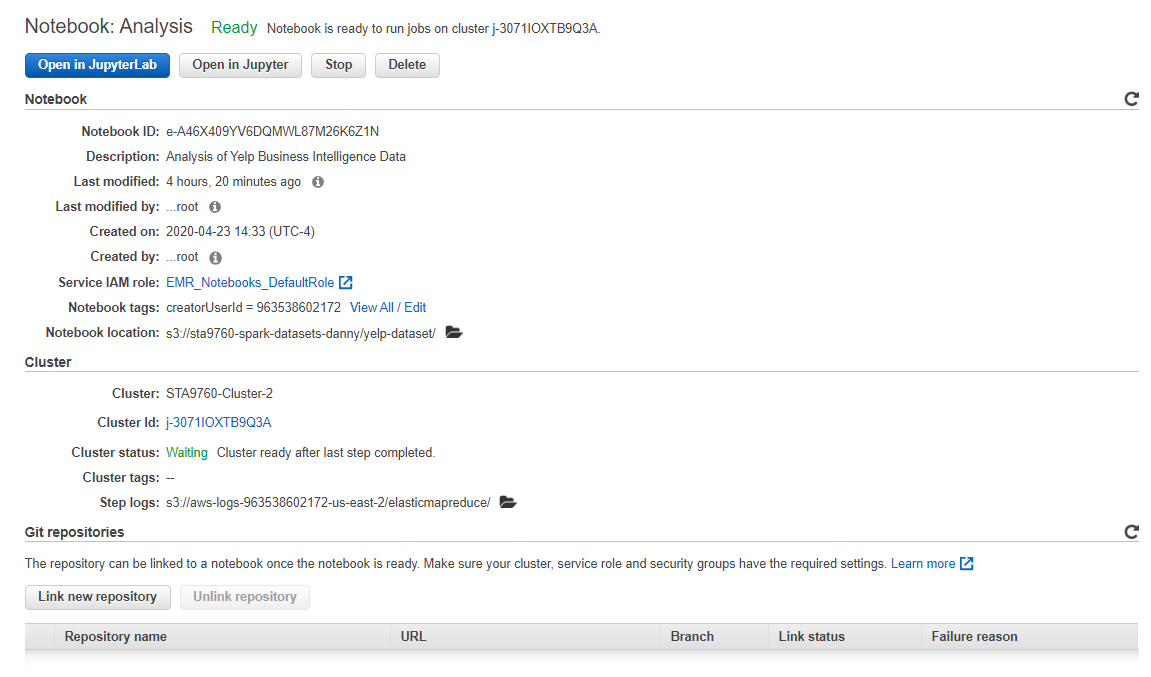 Notebook: Analysis Ready Notebook is ready to run jobs on cluster j-3071IOXTB9Q3A.
Open in JupyterLab Open in Jupyter Stop Delete
Notebook
Notebook ID: e-A46X409YV6DQMWL87M26K6Z1N
Description: Analysis of Yelp Business Intelligence Data
Last modified: 4 hours, 20 minutes ago
Last modified by: ...root
Created on: 2020-04-23 14:33 (UTC-4)
Created by: ...root
Service IAM role: EMR_Notebooks_DefaultRole
Notebook tags: creatorUserId = 963538602172 View All / Edit
Notebook location: s3://sta9760-spark-datasets-danny/yelp-dataset/
Cluster
Cluster: STA9760-Cluster-2
Cluster Id: j-3071IOXTB9Q3A
Cluster status: Waiting Cluster ready after last step completed.
Cluster tags: --
Step logs: s3://aws-logs-963538602172-us-east-2/elasticmapreduce/
Git repositories
The repository can be linked to a notebook once the notebook is ready. Make sure your cluster, service role and security groups have the required settings. Learn more
Link new repository Unlink repository
Repository name URL Branch Link status Failure reason